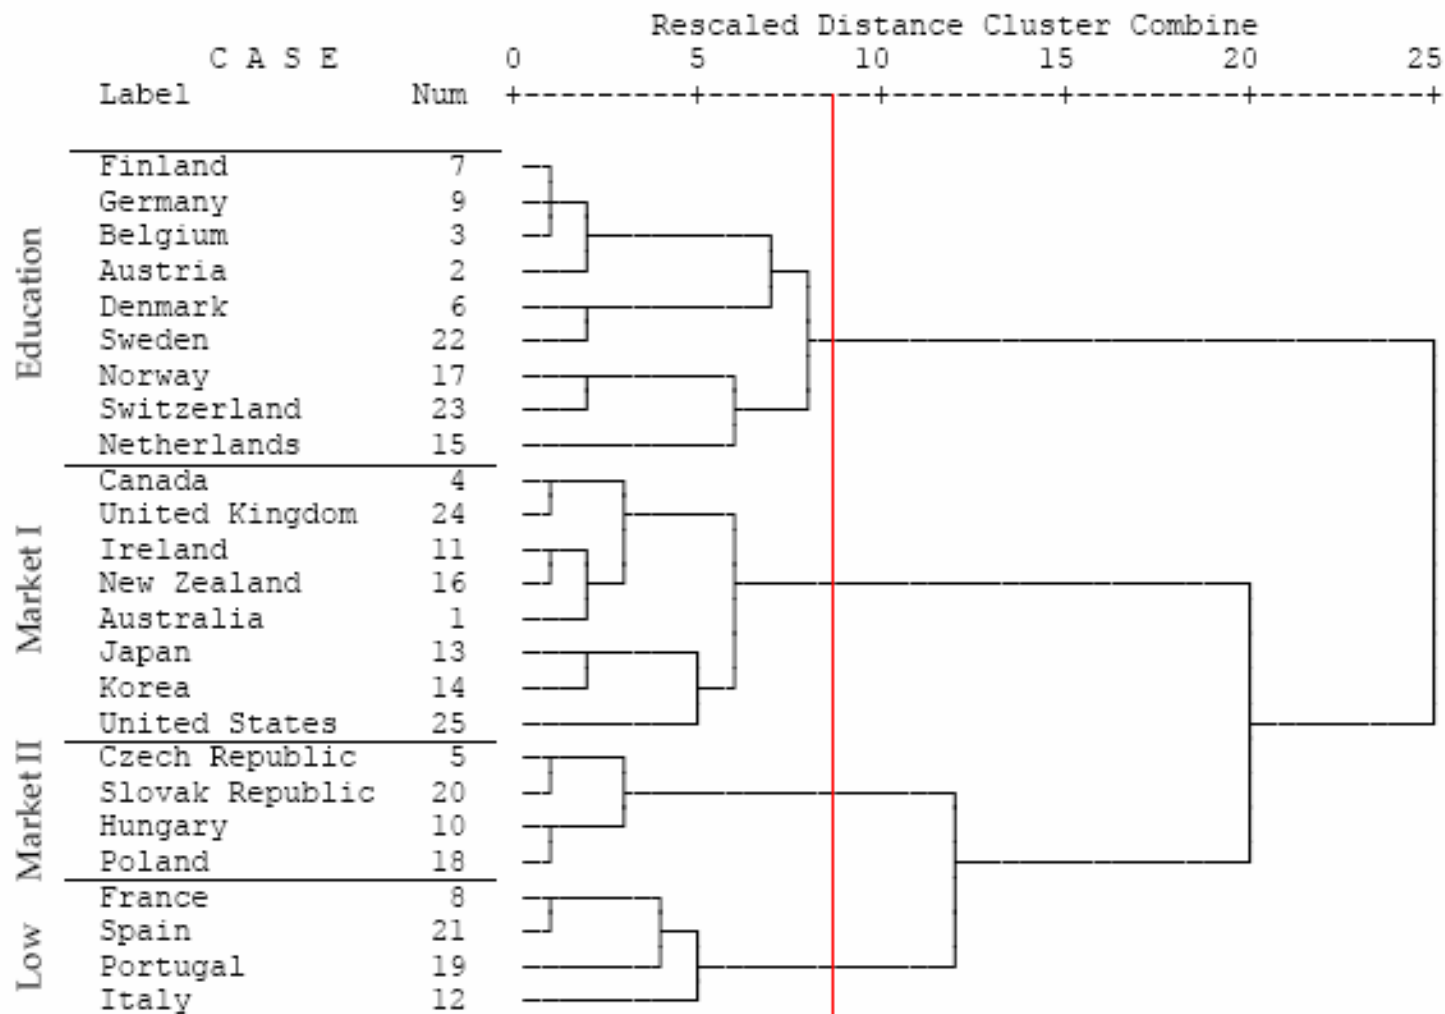 Rescaled Distance Cluster Combine
C A S E 0 5 10 15 20 25
Label Num +---------+---------+---------+---------+---------+
Education
Finland 7
Germany 9
Belgium 3
Austria 2
Denmark 6
Sweden 22
Norway 17
Switzerland 23
Netherlands 15
Market I
Canada 4
United Kingdom 24
Ireland 11
New Zealand 16
Australia 1
Japan 13
Korea 14
United States 25
Market II
Czech Republic 5
Slovak Republic 20
Hungary 10
Poland 18
Low
France 8
Spain 21
Portugal 19
Italy 12